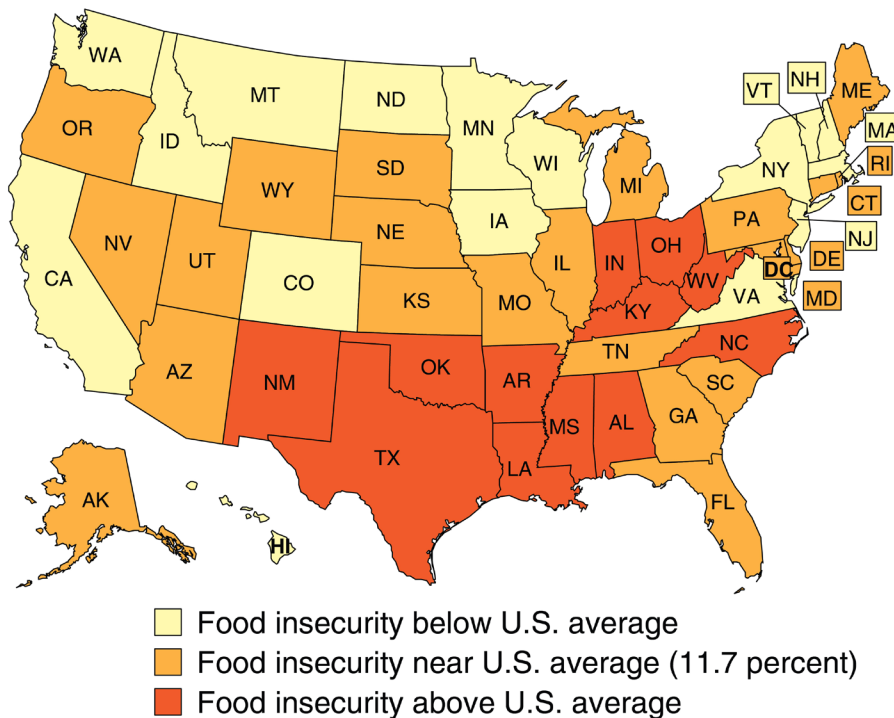 WA
MT
ND
MN
VT
NH
ME
MA
OR
ID
WY
SD
WI
MI
NY
RI
CT
NV
UT
NE
IA
IL
IN
OH
PA
NJ
CA
CO
KS
MO
KY
WV
VA
DC
DE
MD
AZ
NM
OK
AR
TN
NC
SC
TX
LA
MS
AL
GA
FL
AK
HI
Food insecurity below U.S. average
Food insecurity near U.S. average (11.7 percent)
Food insecurity above U.S. average